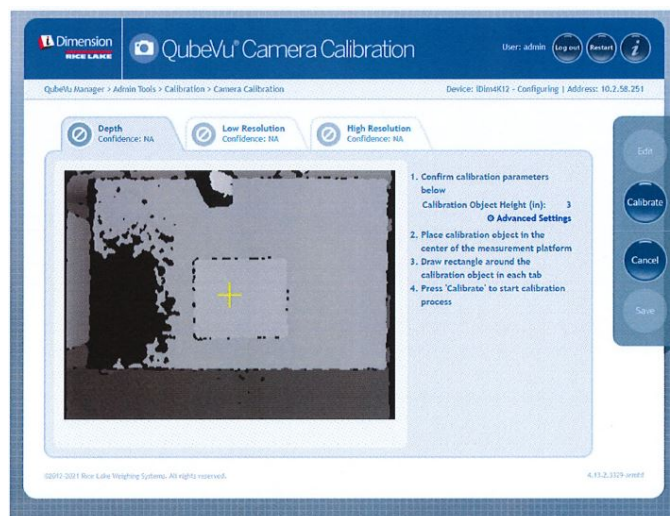 iDimension
RICE LAKE
QubeVu® Camera Calibration
User: admin
Log out
Restart
i
QubeVu Manager > Admin Tools > Calibration > Camera Calibration
Device: iDim4K12 - Configuring | Address: 10.2.58.251
Depth
Confidence: NA
Low Resolution
Confidence: NA
High Resolution
Confidence: NA
Edit
Calibrate
Cancel
Save
1. Confirm calibration parameters
below
Calibration Object Height (in): 3
Advanced Settings
2. Place calibration object in the
center of the measurement platform
3. Draw rectangle around the
calibration object in each tab
4. Press 'Calibrate' to start calibration
process
©2012-2021 Rice Lake Weighing Systems. All rights reserved.